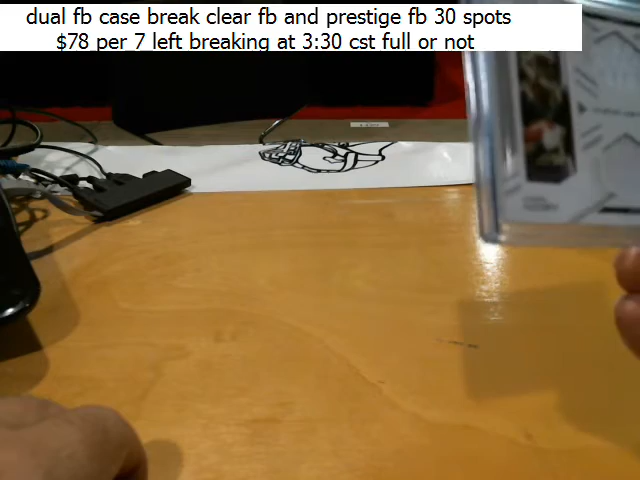 dual fb case break clear fb and prestige fb 30 spots
$78 per 7 left breaking at 3:30 cst full or not